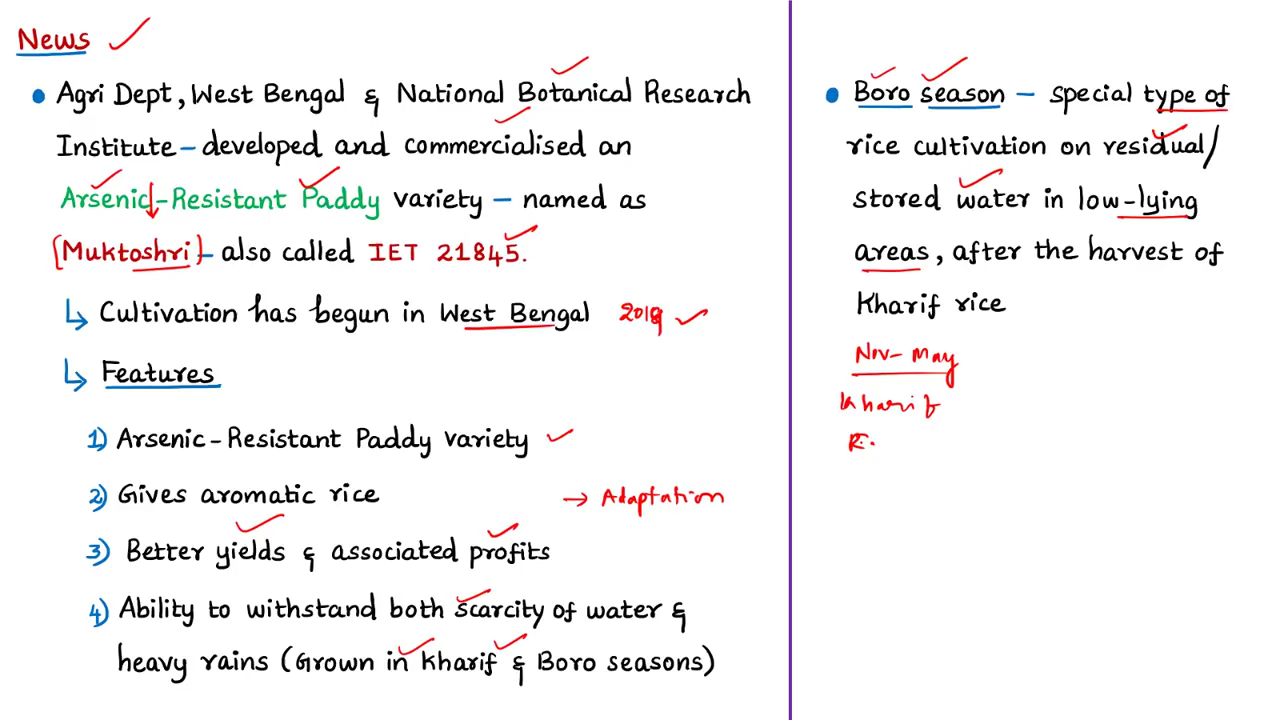 News
• Agri Dept, West Bengal & National Botanical Research
Institute – developed and commercialised an
Arsenic-Resistant Paddy variety – named as
[Muktoshri] – also called IET 21845.
↳ Cultivation has begun in West Bengal 2019
↳ Features
1) Arsenic-Resistant Paddy variety
2) Gives aromatic rice → Adaptation
3) Better yields & associated profits
4) Ability to withstand both scarcity of water &
heavy rains (Grown in Kharif & Boro seasons)
• Boro season – special type of
rice cultivation on residual/
stored water in low-lying
areas, after the harvest of
Kharif rice
Nov- May
Kharif